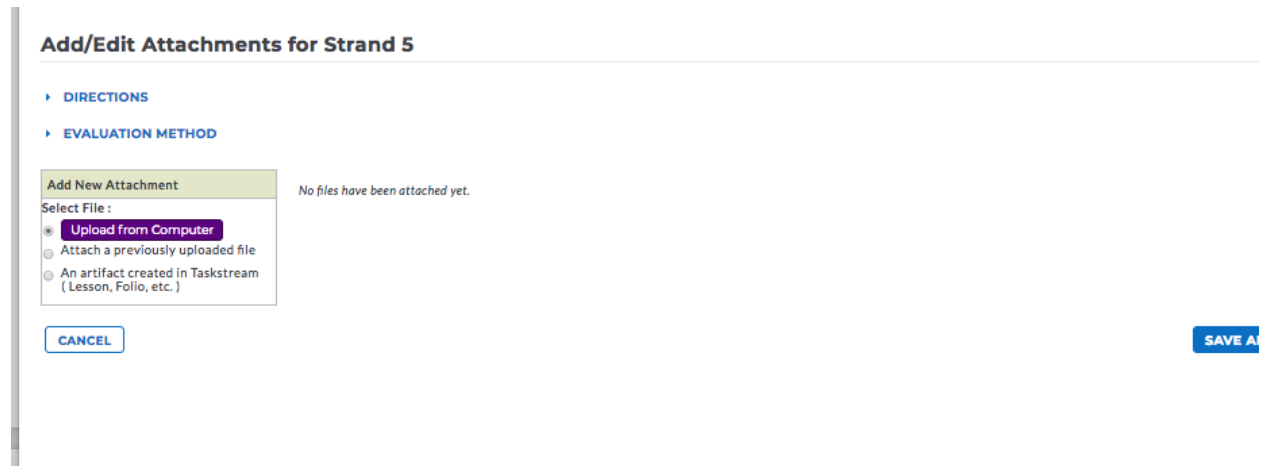 Add/Edit Attachments for Strand 5
DIRECTIONS
EVALUATION METHOD
Add New Attachment
No files have been attached yet.
Select File :
Upload from Computer
Attach a previously uploaded file
An artifact created in Taskstream
( Lesson, Folio, etc. )
CANCEL
SAVE